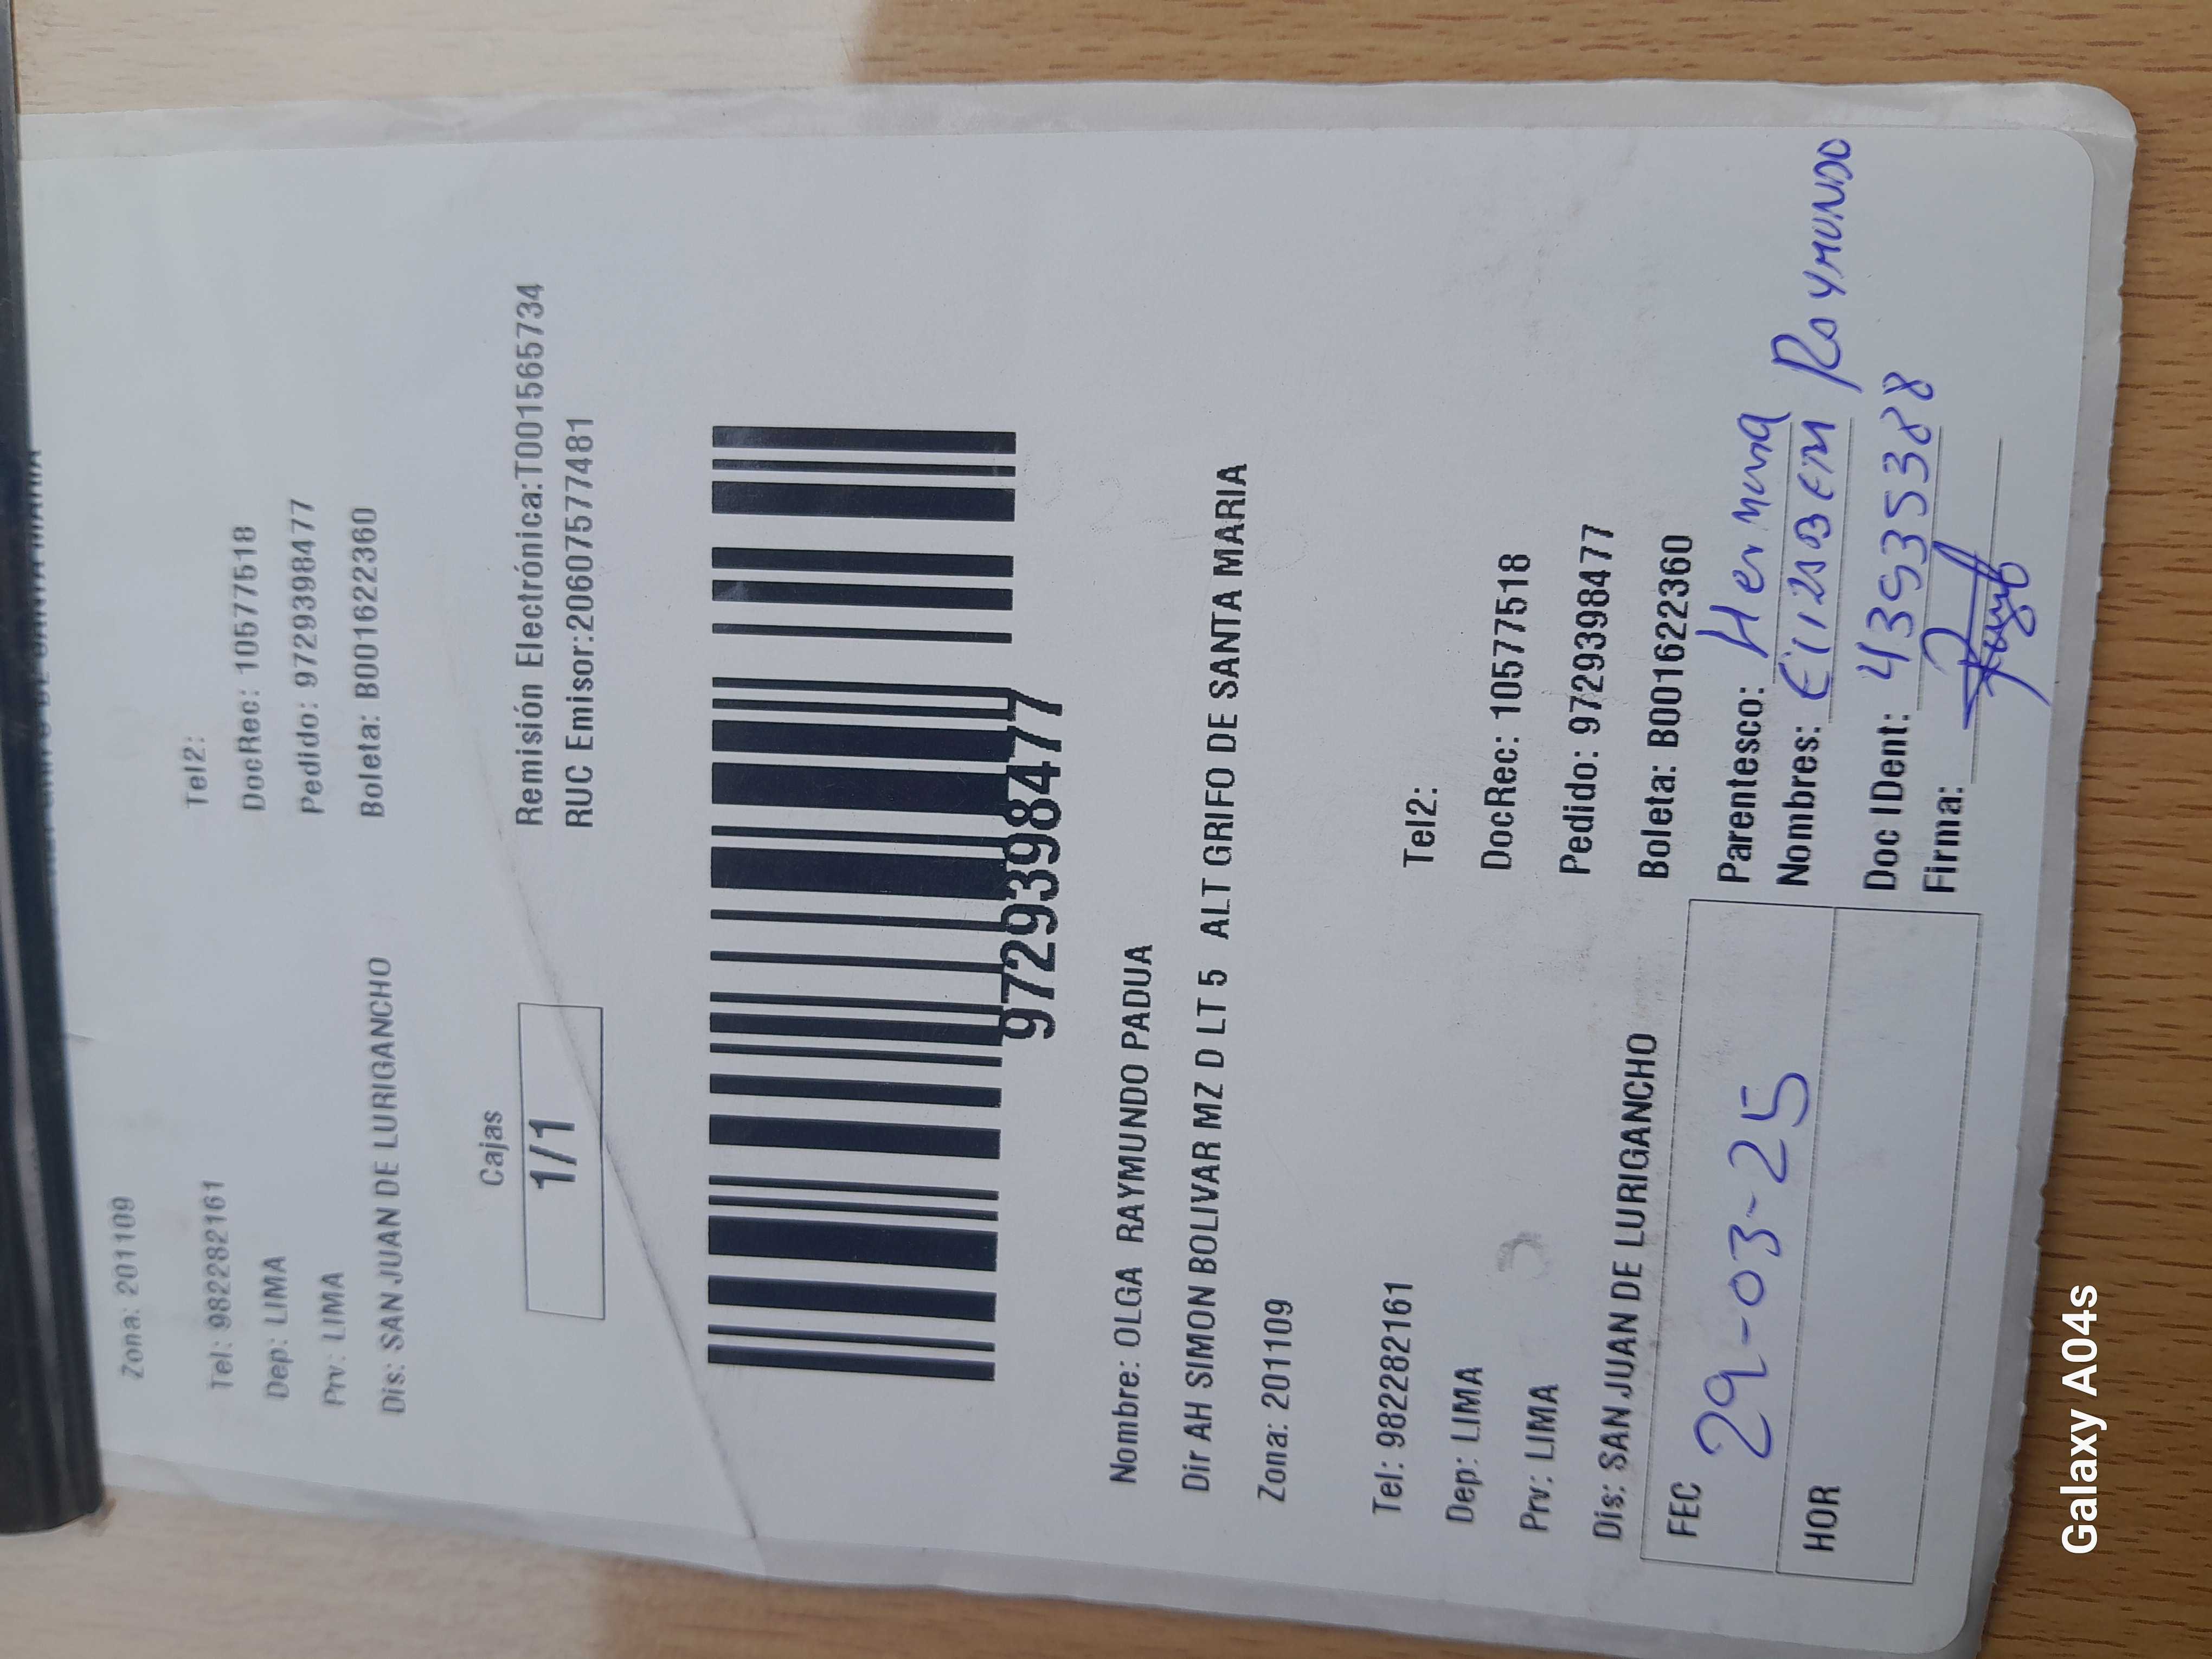 Zona: 201109
Tel: 982282161
Tel2:
Dep: LIMA
DocRec: 10577518
Prv: LIMA
Pedido: 9729398477
Dis: SAN JUAN DE LURIGANCHO
Boleta: B001622360
Cajas
1/1
Remisión Electrónica:T001565734
RUC Emisor:20607577481
9729398477
Nombre: OLGA RAYMUNDO PADUA
Dir AH SIMON BOLIVAR MZ D LT 5 ALT GRIFO DE SANTA MARIA
Zona: 201109
Tel: 982282161
Tel2:
Dep: LIMA
DocRec: 10577518
Prv: LIMA
Pedido: 9729398477
Dis: SAN JUAN DE LURIGANCHO
Boleta: B001622360
FEC 29-03-25
HOR
Parentesco: Hermana
Nombres: Raymundo
Doc IDent: 43935388
Firma:
Galaxy A04s